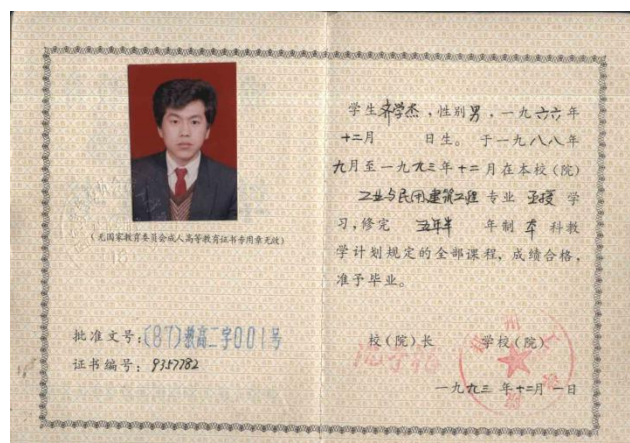 (无国家教育委员会成人高等教育证书专用章无效)
批准文号:(87)教高二字001号
证书编号:9357782
学生齐学杰,性别男,一九六六年
十二月 日生。于一九八八年
九月至一九九三年十二月在本校(院)
工业与民用建筑工程专业 函授 学
习,修完 五年半 年制 本 科教
学计划规定的全部课程,成绩合格,
准予毕业。
校(院)长 学校(院)
一九九三年十二月一日